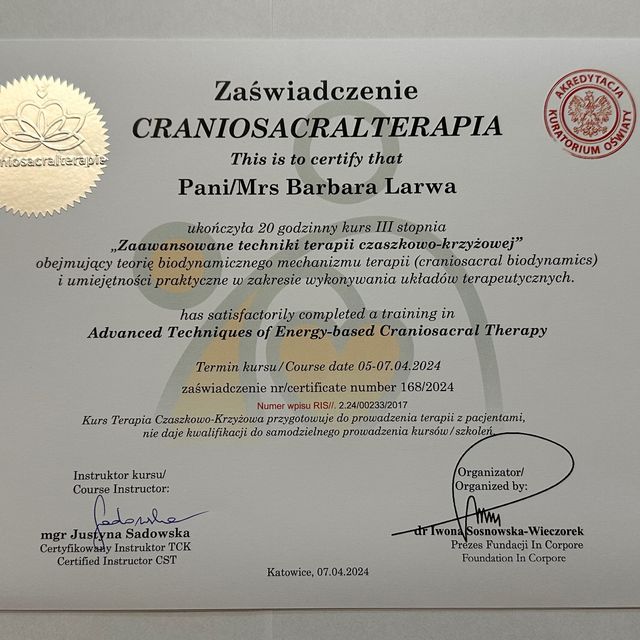 Zaświadczenie
CRANIOSACRALTERAPIA
This is to certify that
Pani/Mrs Barbara Larwa
ukończyła 20 godzinny kurs III stopnia
„Zaawansowane techniki terapii czaszkowo-krzyżowej”
obejmujący teorię biodynamicznego mechanizmu terapii (craniosacral biodynamics)
i umiejętności praktyczne w zakresie wykonywania układów terapeutycznych.
has satisfactorily completed a training in
Advanced Techniques of Energy-based Craniosacral Therapy
Termin kursu/Course date 05-07.04.2024
zaświadczenie nr/certificate number 168/2024
Numer wpisu RIS//. 2.24/00233/2017
Kurs Terapia Czaszkowo-Krzyżowa przygotowuje do prowadzenia terapii z pacjentami,
nie daje kwalifikacji do samodzielnego prowadzenia kursów/szkoleń.
Instruktor kursu/
Course Instructor:
Sadowska
mgr Justyna Sadowska
Certyfikowany Instruktor TCK
Certified Instructor CST
Organizator/
Organized by:
dr Iwona Sosnowska-Wieczorek
Prezes Fundacji In Corpore
Foundation In Corpore
Katowice, 07.04.2024
niosacralterapia
AKREDYTACJA
KURATORIUM OŚWIATY